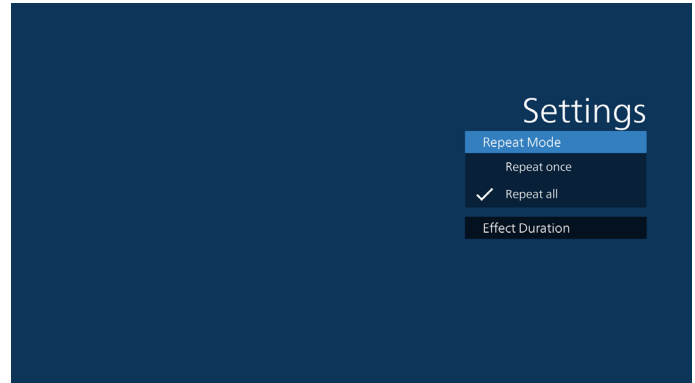 Settings
Repeat Mode
Repeat once
Repeat all
Effect Duration